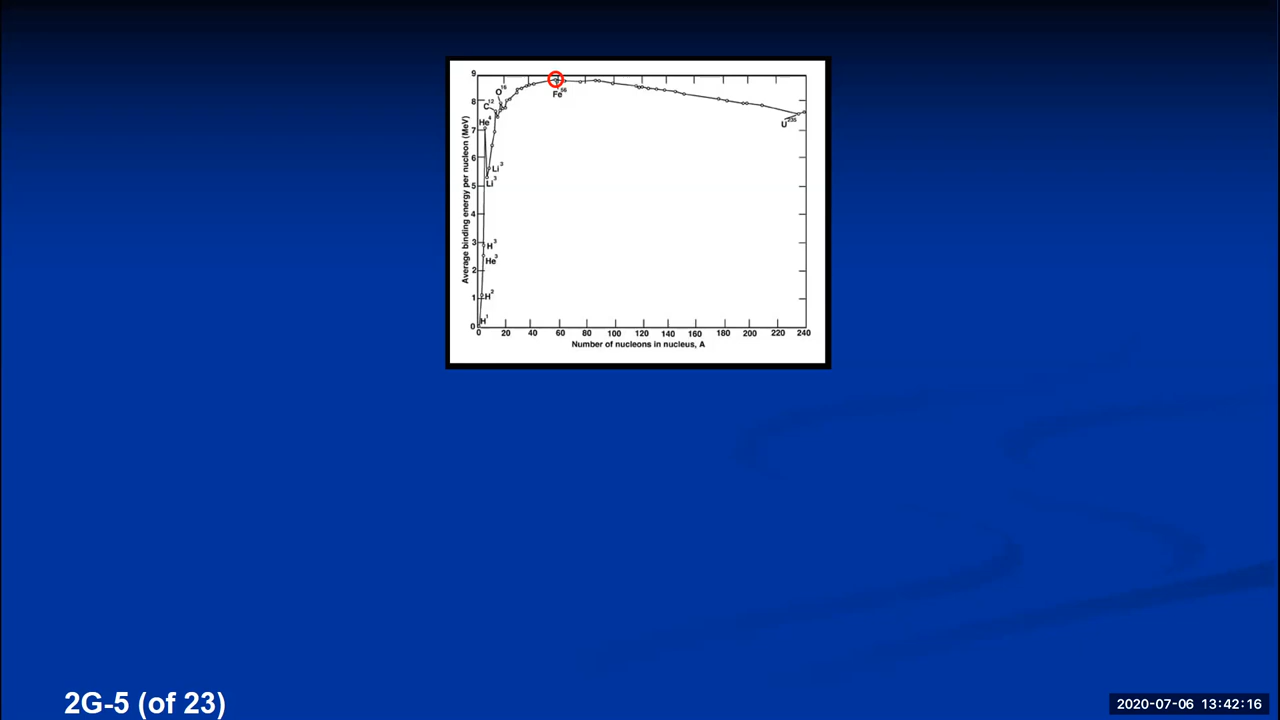 9
8
7
6
5
4
3
2
1
0
Average binding energy per nucleon (MeV)
O16
C12
He4
Fe56
U235
Li3
Li3
H3
He3
H2
H1
0 20 40 60 80 100 120 140 160 180 200 220 240
Number of nucleons in nucleus, A
2G-5 (of 23)
2020-07-06 13:42:16